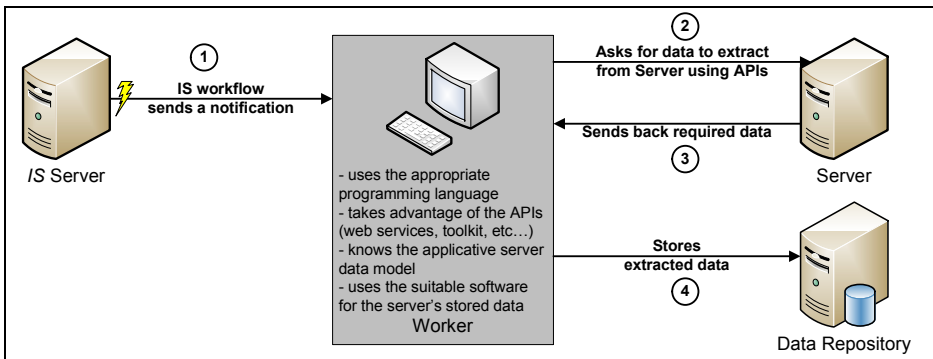 1
IS workflow
sends a notification
IS Server
2
Asks for data to extract
from Server using APIs
Sends back required data
3
Server
- uses the appropriate
programming language
- takes advantage of the APIs
(web services, toolkit, etc…)
- knows the applicative server
data model
- uses the suitable software
for the server's stored data
Worker
Stores
extracted data
4
Data Repository